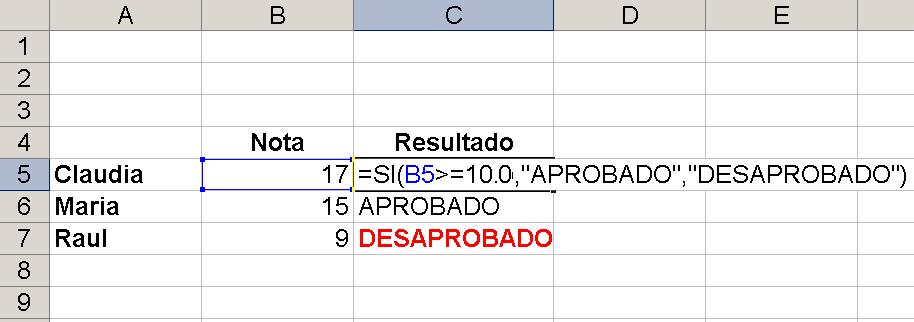 A B C D E
1
2
3
4 Nota Resultado
5 Claudia 17 =SI(B5>=10.0,"APROBADO","DESAPROBADO")
6 Maria 15 APROBADO
7 Raul 9 DESAPROBADO
8
9